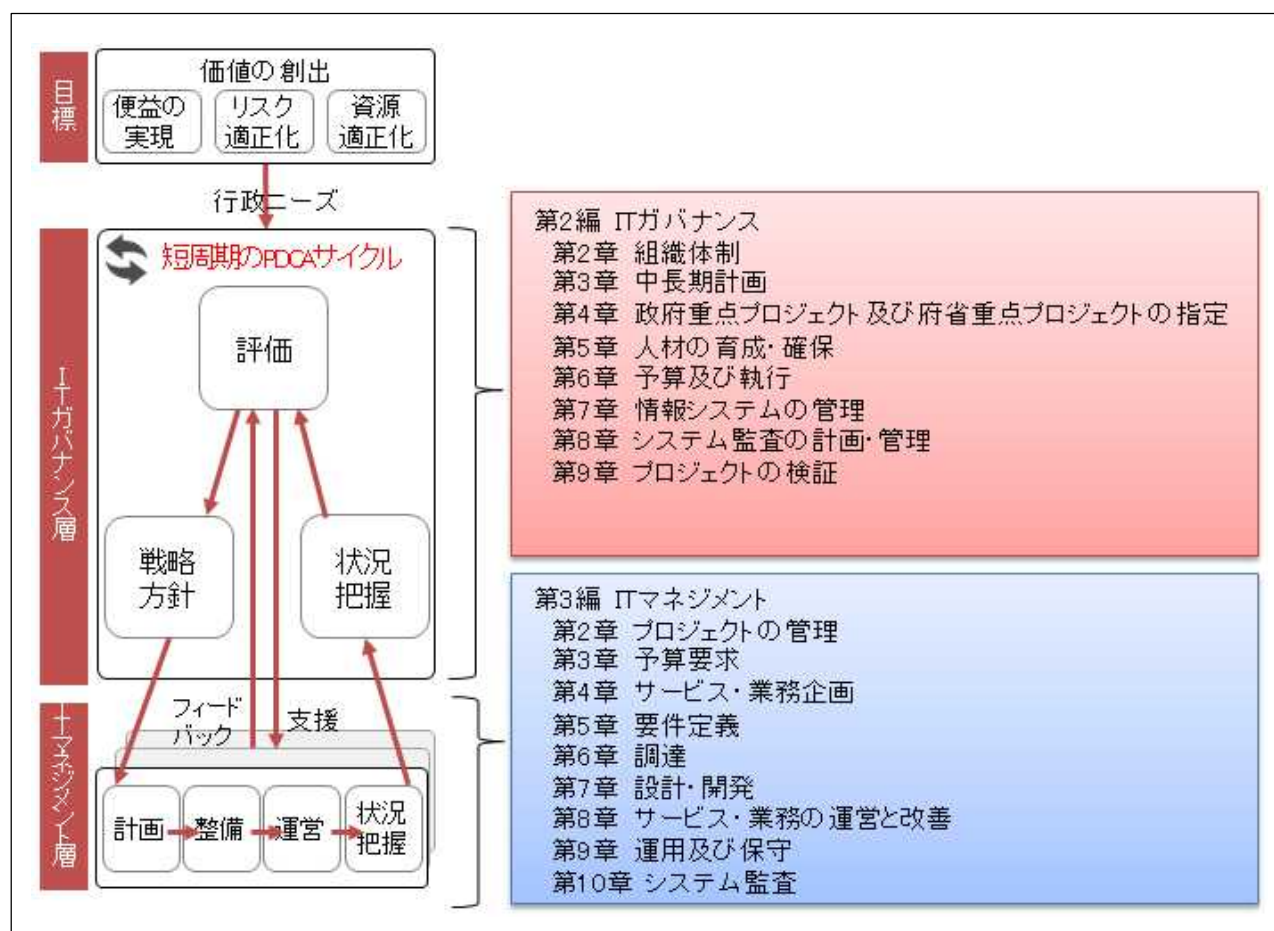 目標
価値の創出
便益の
実現
リスク
適正化
資源
適正化
行政ニーズ
ITガバナンス層
短周期のPDCAサイクル
評価
戦略
方針
状況
把握
ITマネジメント層
フィード
バック
支援
計画
整備
運営
状況
把握
第2編 ITガバナンス
第2章 組織体制
第3章 中長期計画
第4章 政府重点プロジェクト及び府省重点プロジェクトの指定
第5章 人材の育成・確保
第6章 予算及び執行
第7章 情報システムの管理
第8章 システム監査の計画・管理
第9章 プロジェクトの検証
第3編 ITマネジメント
第2章 プロジェクトの管理
第3章 予算要求
第4章 サービス・業務企画
第5章 要件定義
第6章 調達
第7章 設計・開発
第8章 サービス・業務の運営と改善
第9章 運用及び保守
第10章 システム監査